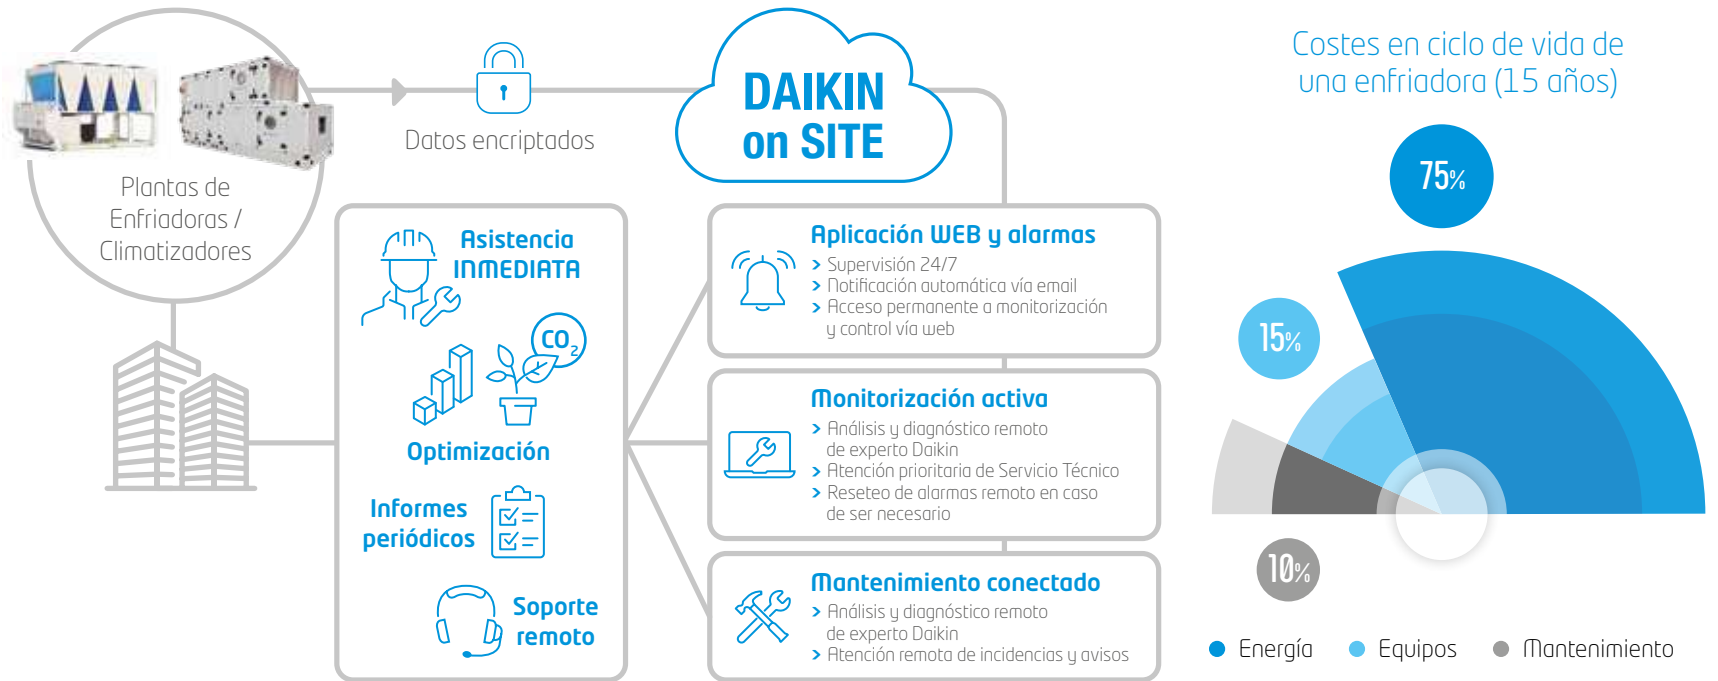 Plantas de
Enfriadoras /
Climatizadores
Datos encriptados
DAIKIN
on SITE
Asistencia
INMEDIATA
CO2
Optimización
Informes
periódicos
Soporte
remoto
Aplicación WEB y alarmas
> Supervisión 24/7
> Notificación automática vía email
> Acceso permanente a monitorización
y control vía web
Monitorización activa
> Análisis y diagnóstico remoto
de experto Daikin
> Atención prioritaria de Servicio Técnico
> Reseteo de alarmas remoto en caso
de ser necesario
Mantenimiento conectado
> Análisis y diagnóstico remoto
de experto Daikin
> Atención remota de incidencias y avisos
Costes en ciclo de vida de
una enfriadora (15 años)
75%
15%
10%
Energía
Equipos
Mantenimiento